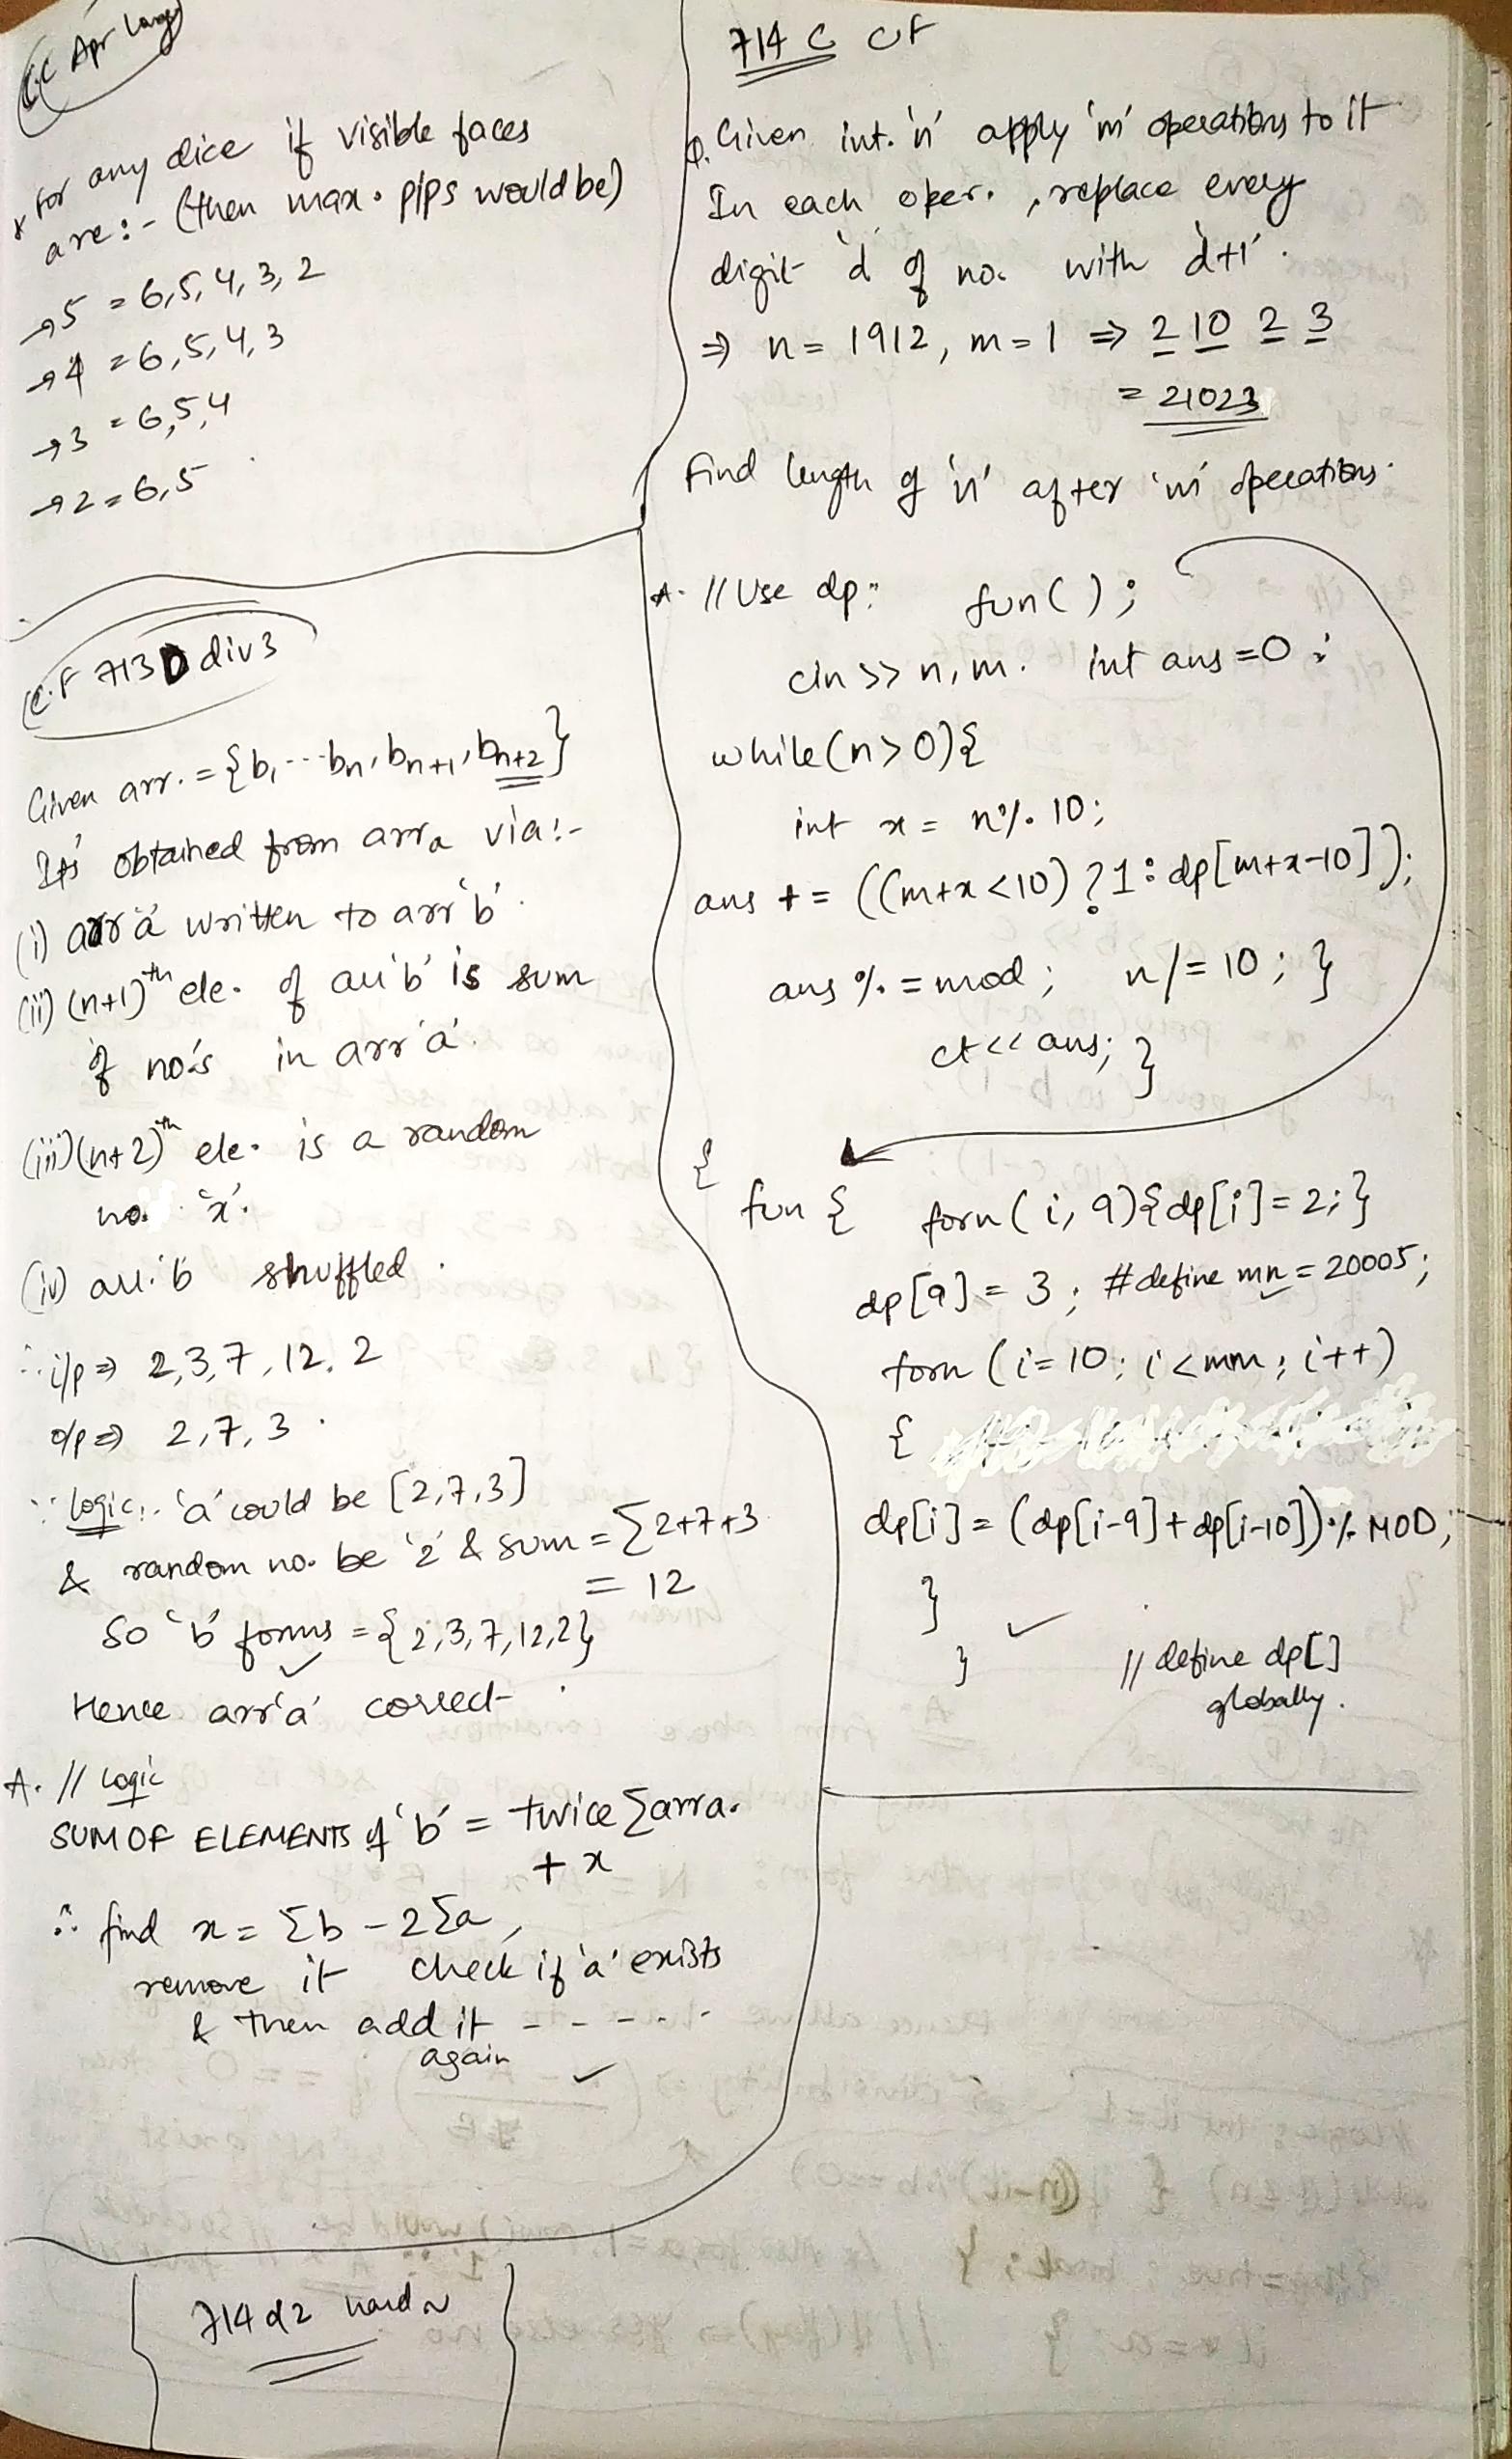 CC Apr Long
* for any dice if visible faces
are :- (then max. pips would be)
→5 = 6,5,4,3,2
→4 = 6,5,4,3
→3 = 6,5,4
→2 = 6,5
C.F 713 D div3
Given arr. = {b, ... bn, bn+1, bn+2}
Its' obtained from arra via:-
(i) arr 'a' written to arr 'b'.
(ii) (n+1)th ele. of arr 'b' is sum
of no's in arr 'a'.
(iii) (n+2)th ele. is a random
no. 'x'.
(iv) arr. 'b' shuffled.
∴ i/p ⇒ 2,3,7,12,2
o/p ⇒ 2,7,3.
∵ Logic:. 'a' could be [2,7,3]
& random no. be '2' & sum = Σ2+7+3
= 12
So 'b' forms = {2,3,7,12,2}
Hence arr 'a' correct.
A. // Logic
SUM OF ELEMENTS of 'b' = twice Σarra.
+ x
∴ find x = Σb - 2Σa,
remove it check if 'a' exists
& then add it - - - - -
again
714 d2 hard
714 C CF
Q. Given int. 'n' apply 'm' operations to it
In each oper. , replace every
digit 'd' of no. with 'd+1'.
⇒ n = 1912, m = 1 ⇒ 2 10 2 3
= 21023
Find length of 'n' after 'm' operations.
A. // Use dp: fun( );
cin >> n, m. int ans = 0;
while(n > 0){
int x = n % 10;
ans += ((m+x<10) ? 1 : dp[m+x-10]);
ans % = mod; n/= 10; }
ct << ans; }
{
fun { forn(i, 9){dp[i] = 2;}
dp[9] = 3; #define mn = 20005;
forn (i=10; i<mn; i++)
{
dp[i] = (dp[i-9] + dp[i-10]) % MOD;
}
} // define dp[]
globally.